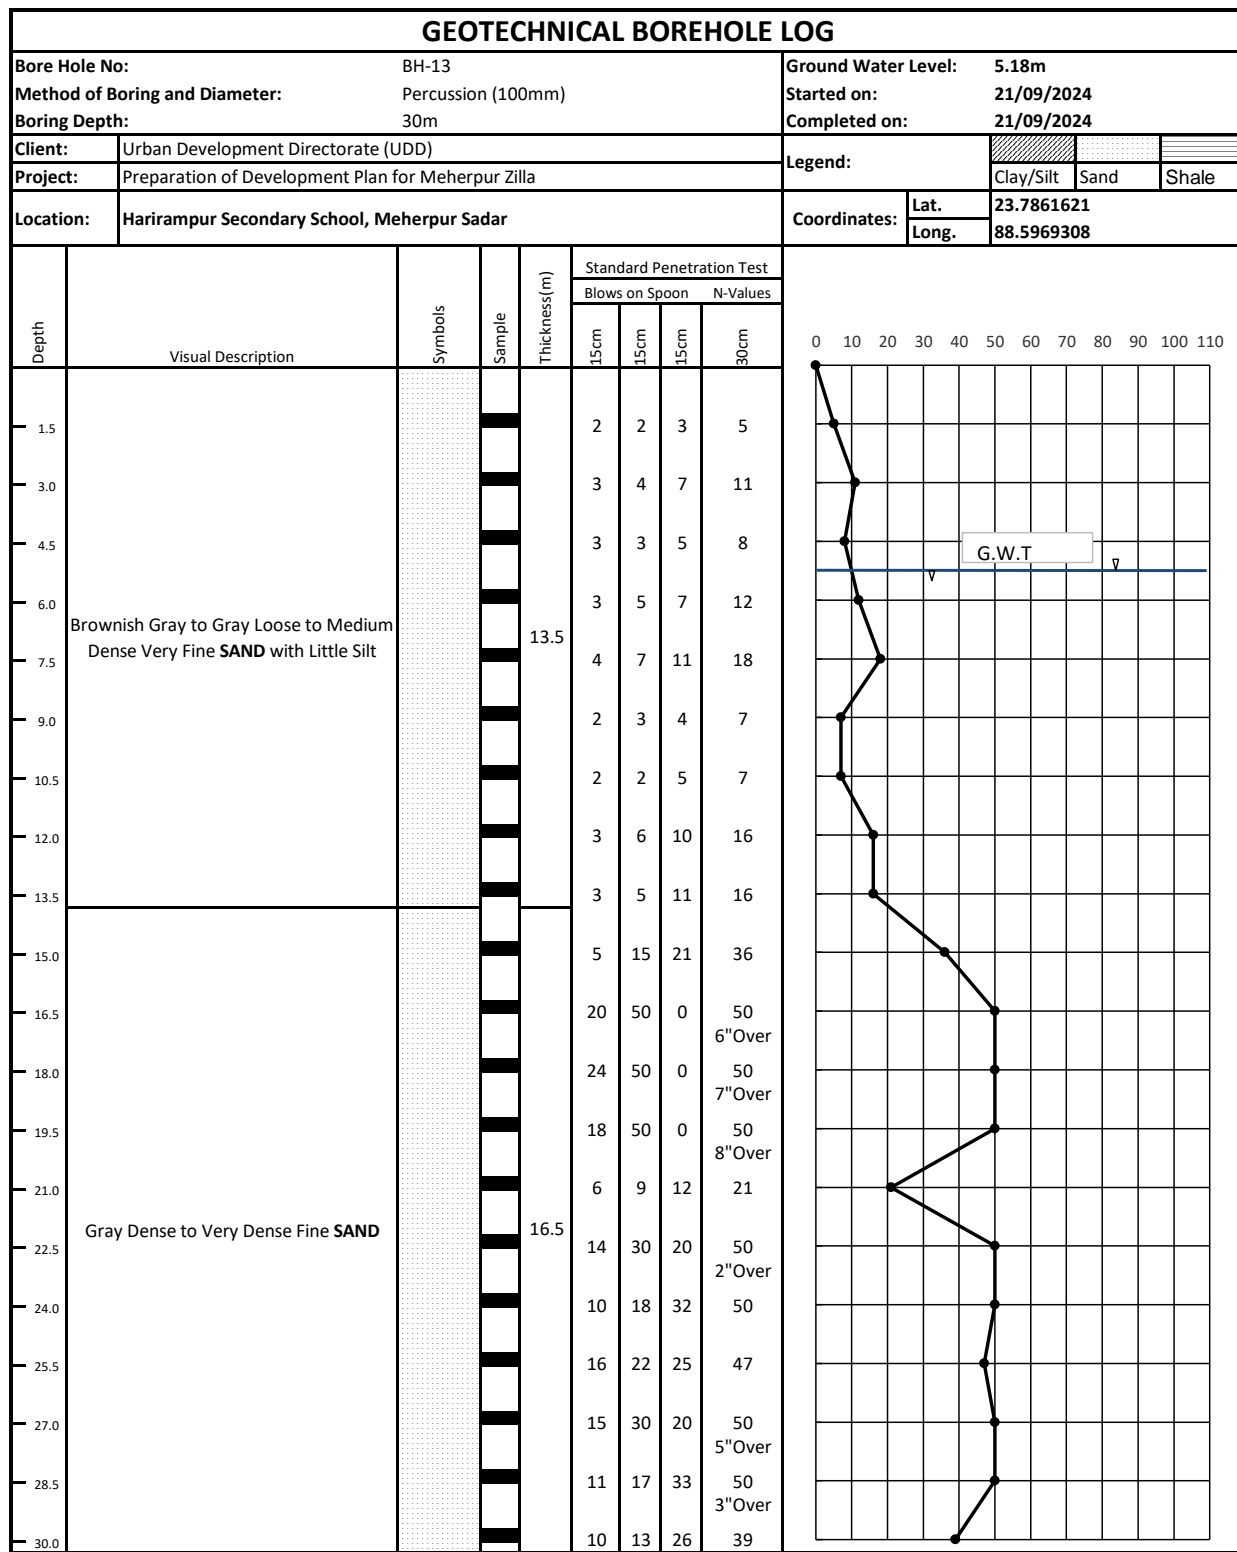 GEOTECHNICAL BOREHOLE LOG
Bore Hole No: BH-13 Ground Water Level: 5.18m
Method of Boring and Diameter: Percussion (100mm) Started on: 21/09/2024
Boring Depth: 30m Completed on: 21/09/2024
Client: Urban Development Directorate (UDD) Legend:
Project: Preparation of Development Plan for Meherpur Zilla Clay/Silt Sand Shale
Location: Harirampur Secondary School, Meherpur Sadar Coordinates: Lat. 23.7861621
Long. 88.5969308
Standard Penetration Test
Blows on Spoon N-Values
Depth Visual Description Symbols Sample Thickness(m) 15cm 15cm 15cm 30cm
0 10 20 30 40 50 60 70 80 90 100 110
1.5 2 2 3 5
3.0 3 4 7 11
4.5 3 3 5 8
G.W.T
6.0 3 5 7 12
Brownish Gray to Gray Loose to Medium
13.5
Dense Very Fine SAND with Little Silt
7.5 4 7 11 18
9.0 2 3 4 7
10.5 2 2 5 7
12.0 3 6 10 16
13.5 3 5 11 16
15.0 5 15 21 36
16.5 20 50 0 50
6"Over
18.0 24 50 0 50
7"Over
19.5 18 50 0 50
8"Over
21.0 6 9 12 21
Gray Dense to Very Dense Fine SAND 16.5
22.5 14 30 20 50
2"Over
24.0 10 18 32 50
25.5 16 22 25 47
27.0 15 30 20 50
5"Over
28.5 11 17 33 50
3"Over
30.0 10 13 26 39